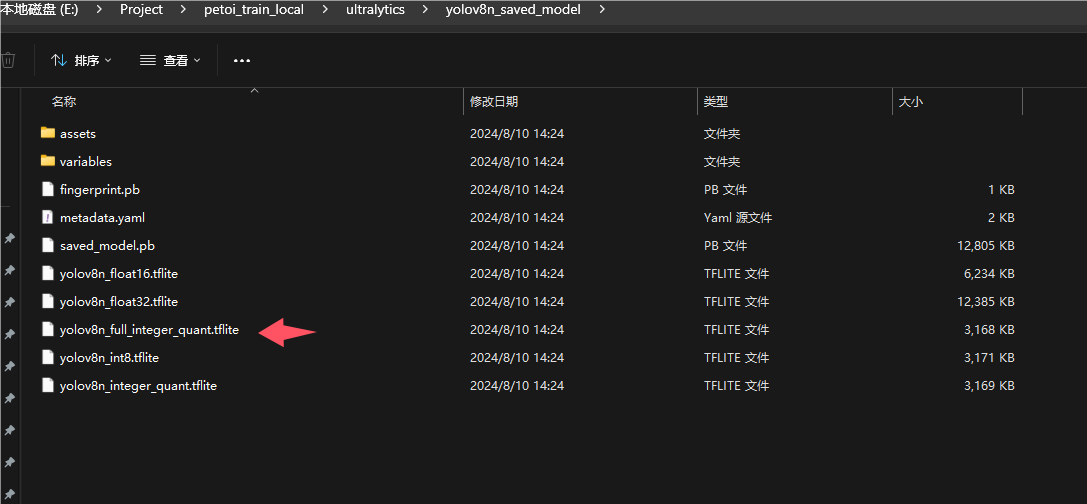 本地磁盘 (E:) > Project > petoi_train_local > ultralytics > yolov8n_saved_model >
排序 查看 •••
名称 修改日期 类型 大小
assets 2024/8/10 14:24 文件夹
variables 2024/8/10 14:24 文件夹
fingerprint.pb 2024/8/10 14:24 PB 文件 1 KB
metadata.yaml 2024/8/10 14:24 Yaml 源文件 2 KB
saved_model.pb 2024/8/10 14:24 PB 文件 12,805 KB
yolov8n_float16.tflite 2024/8/10 14:24 TFLITE 文件 6,234 KB
yolov8n_float32.tflite 2024/8/10 14:24 TFLITE 文件 12,385 KB
yolov8n_full_integer_quant.tflite 2024/8/10 14:24 TFLITE 文件 3,168 KB
yolov8n_int8.tflite 2024/8/10 14:24 TFLITE 文件 3,171 KB
yolov8n_integer_quant.tflite 2024/8/10 14:24 TFLITE 文件 3,169 KB